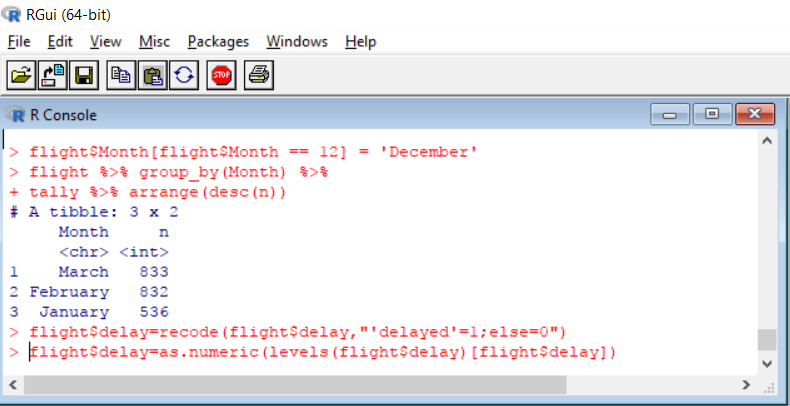 RGui (64-bit)
File Edit View Misc Packages Windows Help
STOP
R Console
> flight$Month[flight$Month == 12] = 'December'
> flight %>% group_by(Month) %>%
+ tally %>% arrange(desc(n))
# A tibble: 3 x 2
     Month     n
     <chr> <int>
1    March   833
2 February   832
3  January   536
> flight$delay=recode(flight$delay,"'delayed'=1;else=0")
> flight$delay=as.numeric(levels(flight$delay)[flight$delay])